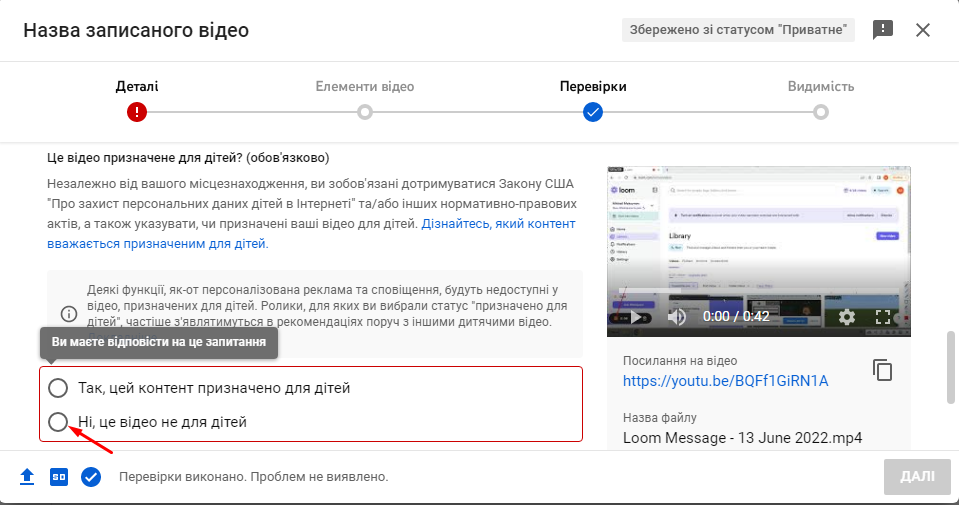 Назва записаного відео
Збережено зі статусом "Приватне"
Деталі
Елементи відео
Перевірки
Видимість
Це відео призначене для дітей? (обов'язково)
Незалежно від вашого місцезнаходження, ви зобов'язані дотримуватися Закону США
"Про захист персональних даних дітей в Інтернеті" та/або інших нормативно-правових
актів, а також указувати, чи призначені ваші відео для дітей. Дізнайтесь, який контент
вважається призначеним для дітей.
Деякі функції, як-от персоналізована реклама та сповіщення, будуть недоступні у
відео, призначених для дітей. Ролики, для яких ви вибрали статус "призначено для
дітей", частіше з'являтимуться в рекомендаціях поруч з іншими дитячими відео.
Ви маєте відповісти на це запитання
Так, цей контент призначено для дітей
Ні, це відео не для дітей
loom
Library
0:00 / 0:42
Посилання на відео
https://youtu.be/BQFf1GiRN1A
Назва файлу
Loom Message - 13 June 2022.mp4
SD
Перевірки виконано. Проблем не виявлено.
ДАЛІ